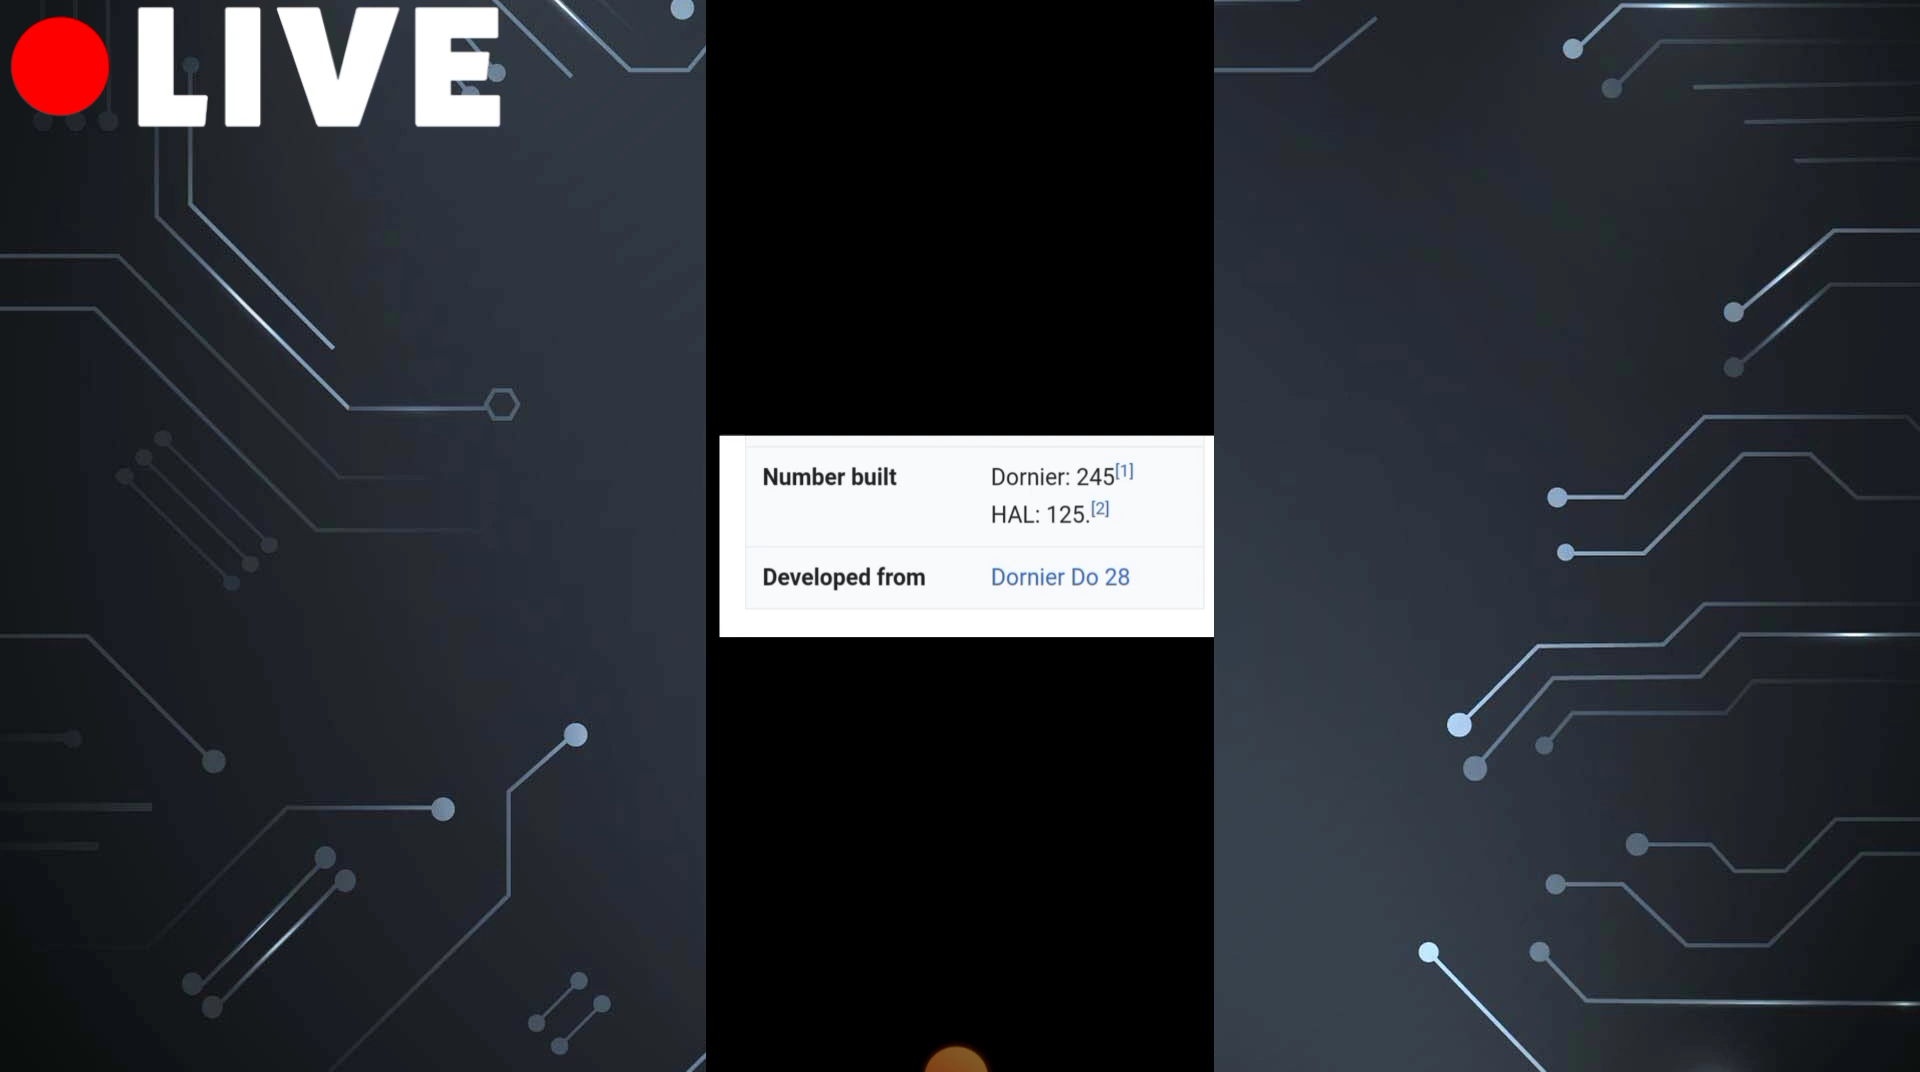 LIVE
Number built Dornier: 245[1]
HAL: 125.[2]
Developed from Dornier Do 28